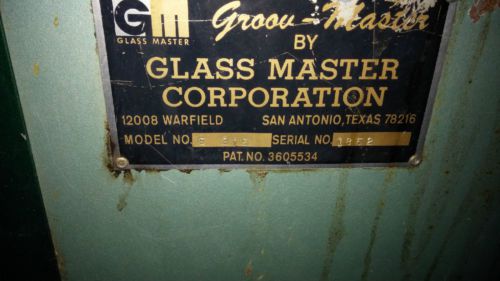 GM Groov-Master
GLASS MASTER
BY
GLASS MASTER
CORPORATION
12008 WARFIELD SAN ANTONIO, TEXAS 78216
MODEL NO. SERIAL NO.
PAT. NO. 3605534